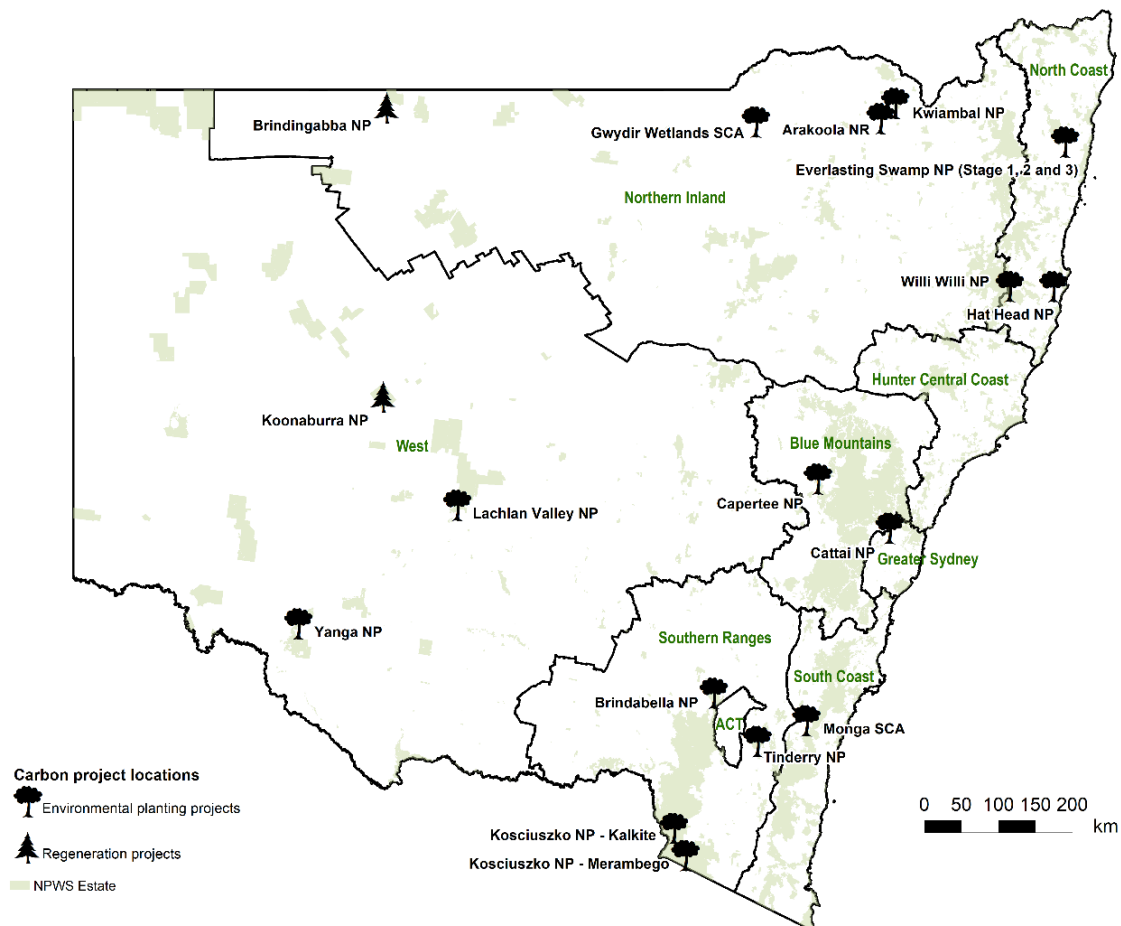 North Coast
Brindingabba NP
Gwydir Wetlands SCA
Arakoola NR
Kwiambal NP
Everlasting Swamp NP (Stage 1, 2 and 3)
Northern Inland
Willi Willi NP
Hat Head NP
Hunter Central Coast
Koonaburra NP
West
Blue Mountains
Lachlan Valley NP
Capertee NP
Cattai NP
Greater Sydney
Yanga NP
Southern Ranges
South Coast
Brindabella NP
ACT
Monga SCA
Tinderry NP
Carbon project locations
Environmental planting projects
Regeneration projects
NPWS Estate
Kosciuszko NP - Kalkite
Kosciuszko NP - Merambego
0 50 100 150 200
km